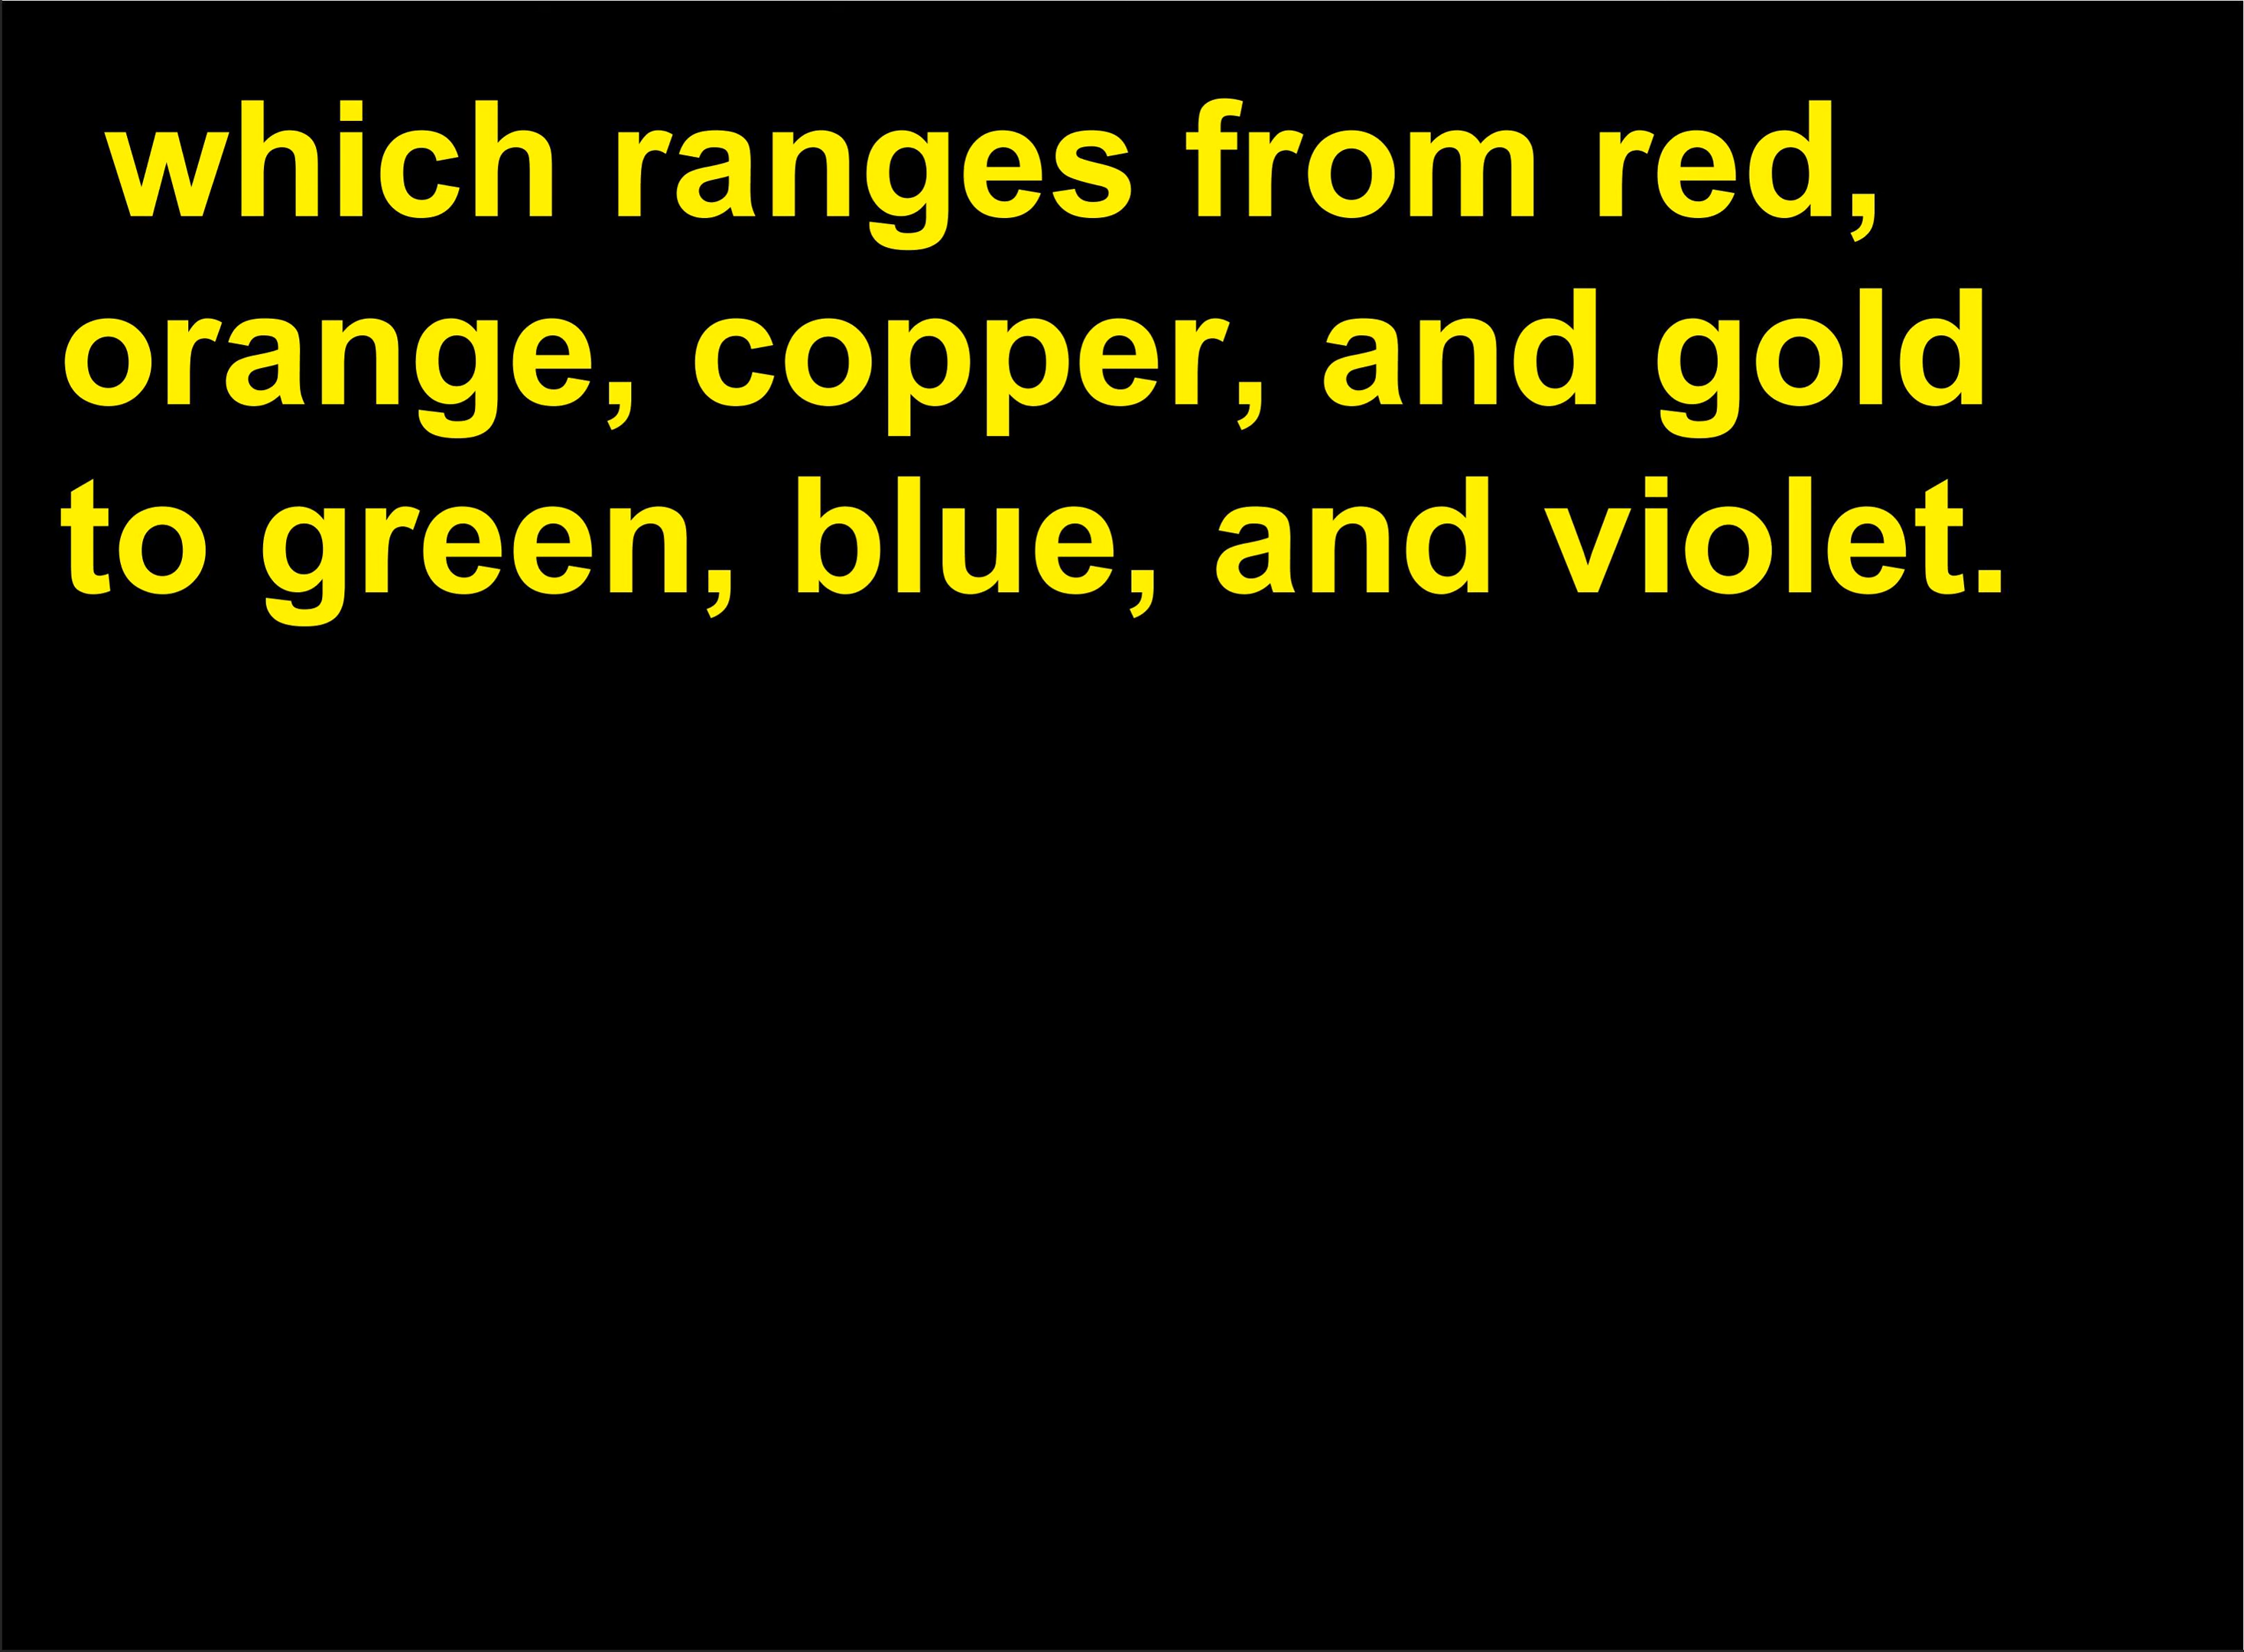 which ranges from red,
orange, copper, and gold
to green, blue, and violet.